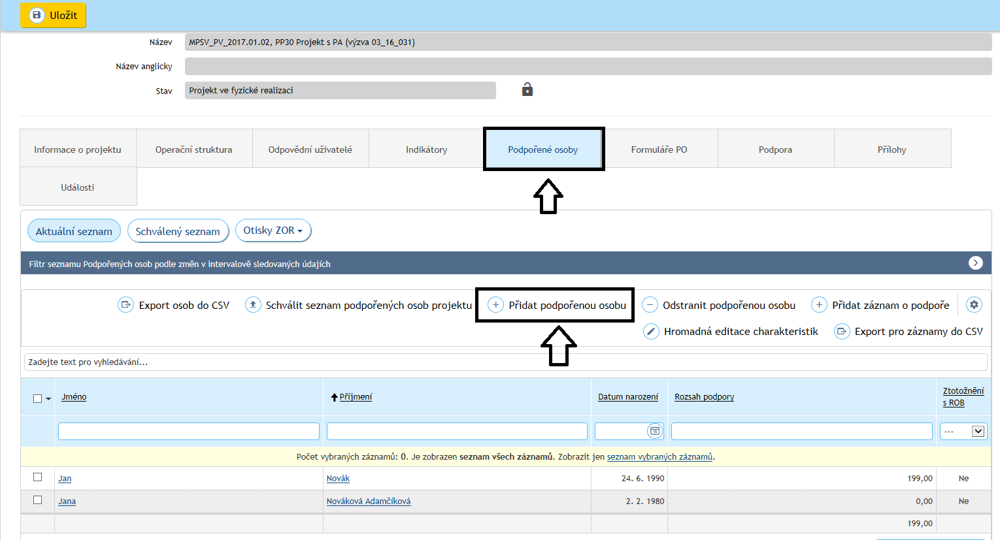 Uložit
Název MPSV_PV_2017.01.02, PP30 Projekt s PA (výzva 03_16_031)
Název anglicky
Stav Projekt ve fyzické realizaci
Informace o projektu Operační struktura Odpovědní uživatelé Indikátory Podpořené osoby Formuláře PO Podpora Přílohy
Události
Aktuální seznam Schválený seznam Otisky ZOR
Filtr seznamu Podpořených osob podle změn v intervalově sledovaných údajích
Export osob do CSV Schválit seznam podpořených osob projektu Přidat podpořenou osobu Odstranit podpořenou osobu Přidat záznam o podpoře
Hromadná editace charakteristik Export pro záznamy do CSV
Zadejte text pro vyhledávání...
Jméno Příjmení Datum narození Rozsah podpory Ztotožnění
s ROB
---
Počet vybraných záznamů: 0. Je zobrazen seznam všech záznamů. Zobrazit jen seznam vybraných záznamů.
Jan Novák 24. 6. 1990 199,00 Ne
Jana Nováková Adamčíková 2. 2. 1980 0,00 Ne
199,00